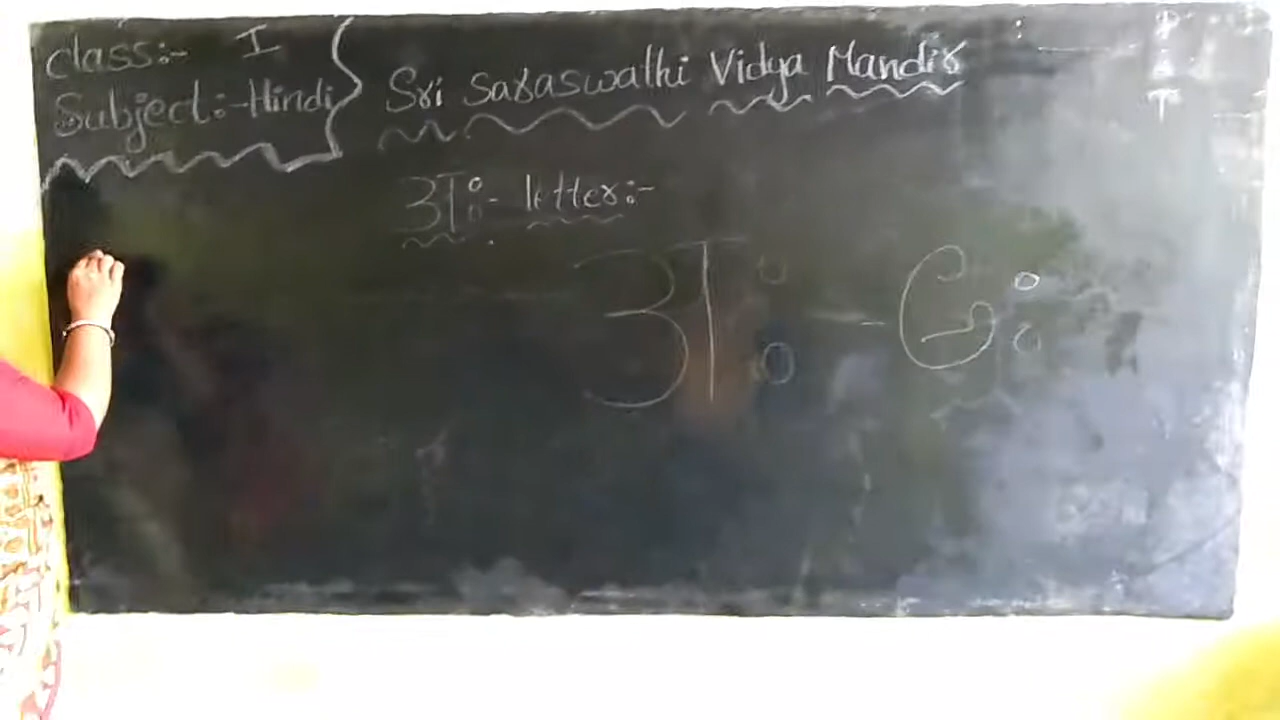 Class:- I
Subject:-Hindi
Sri Saraswathi Vidya Mandir
अः- letter:-
अः - అః